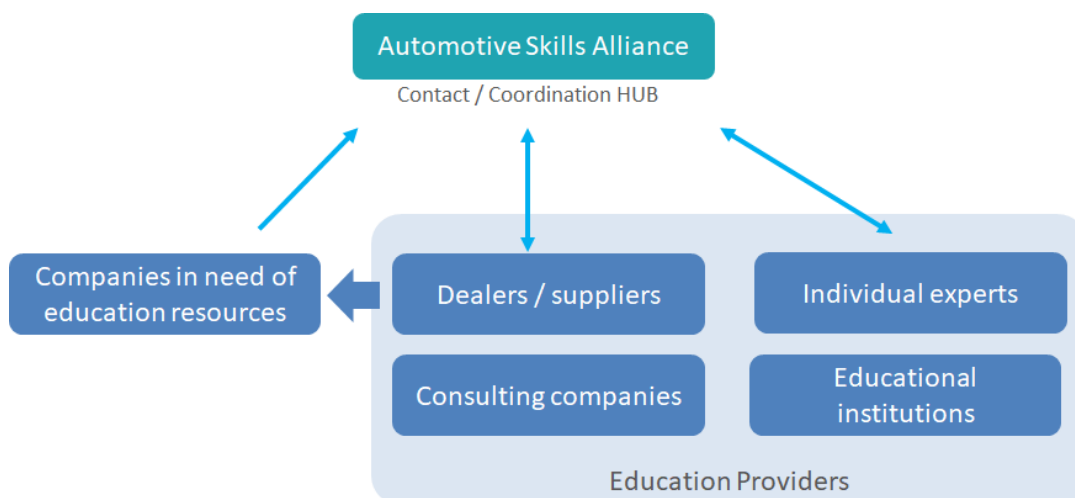 Automotive Skills Alliance
Contact / Coordination HUB
Companies in need of
education resources
Dealers / suppliers
Individual experts
Consulting companies
Educational
institutions
Education Providers